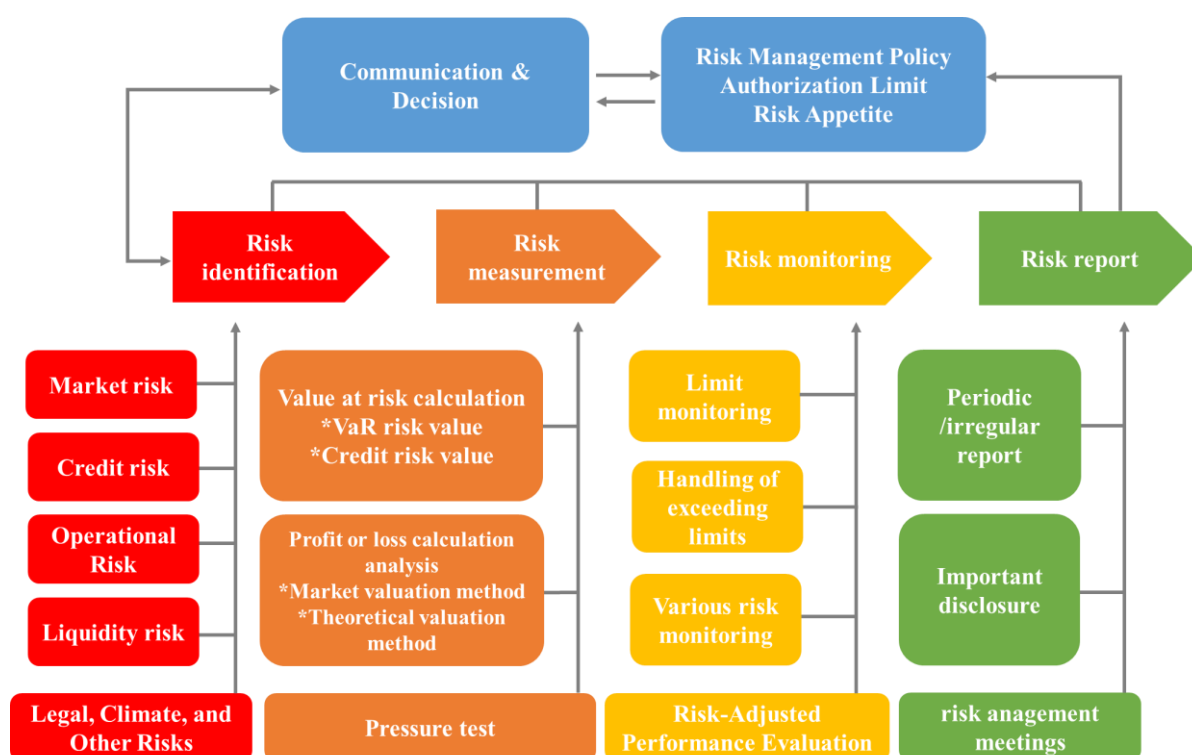 Communication &
Decision
Risk Management Policy
Authorization Limit
Risk Appetite
Risk
identification
Risk
measurement
Risk monitoring
Risk report
Market risk
Credit risk
Operational
Risk
Liquidity risk
Legal, Climate, and
Other Risks
Value at risk calculation
*VaR risk value
*Credit risk value
Profit or loss calculation
analysis
*Market valuation method
*Theoretical valuation
method
Pressure test
Limit
monitoring
Handling of
exceeding
limits
Various risk
monitoring
Risk-Adjusted
Performance Evaluation
Periodic
/irregular
report
Important
disclosure
risk anagement
meetings